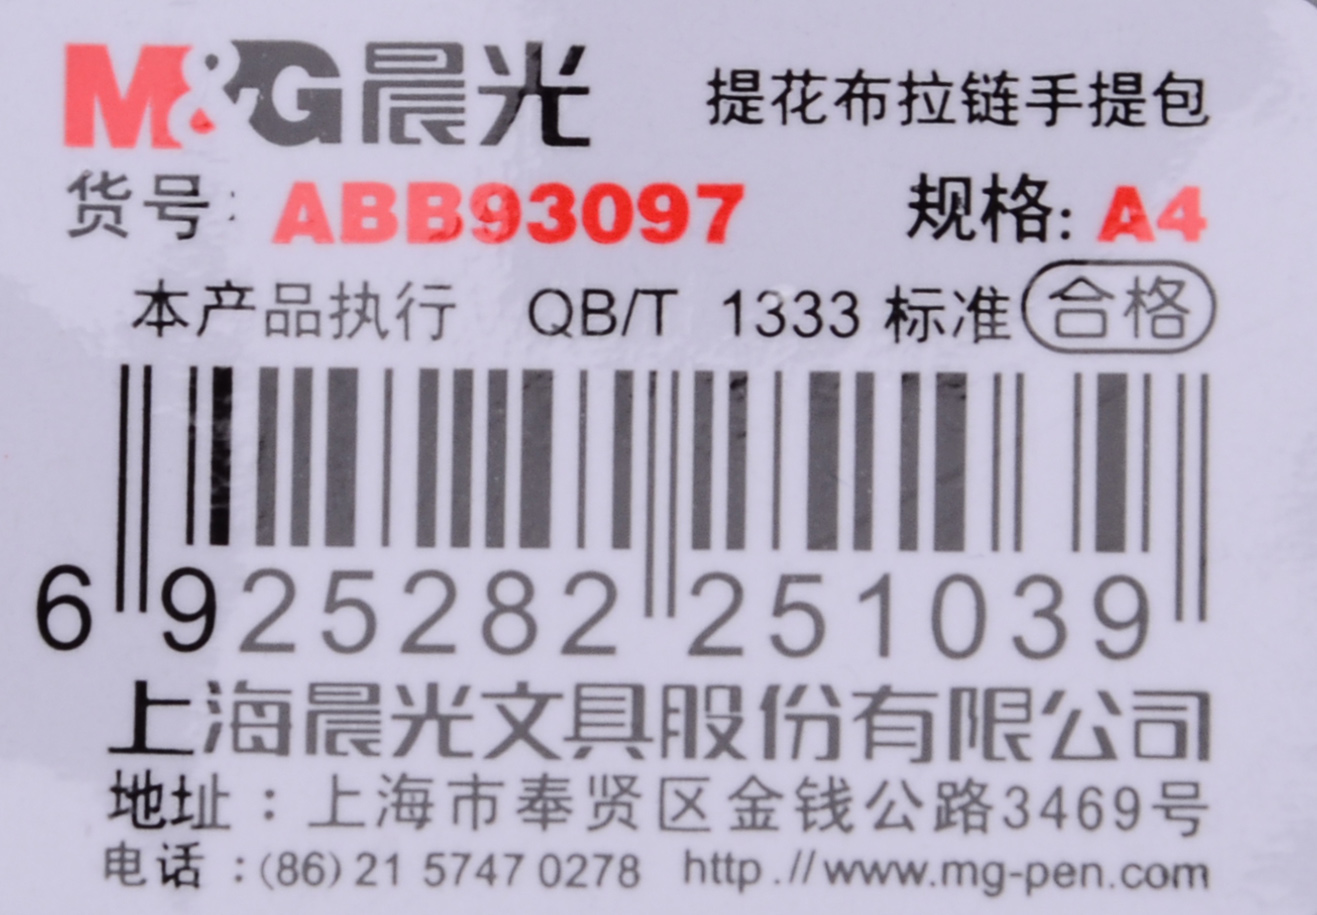 M&G晨光 提花布拉链手提包
货号: ABB93097 规格: A4
本产品执行 QB/T 1333 标准 合格
6 925282 251039
上海晨光文具股份有限公司
地址：上海市奉贤区金钱公路3469号
电话：(86) 21 5747 0278 http.//www.mg-pen.com